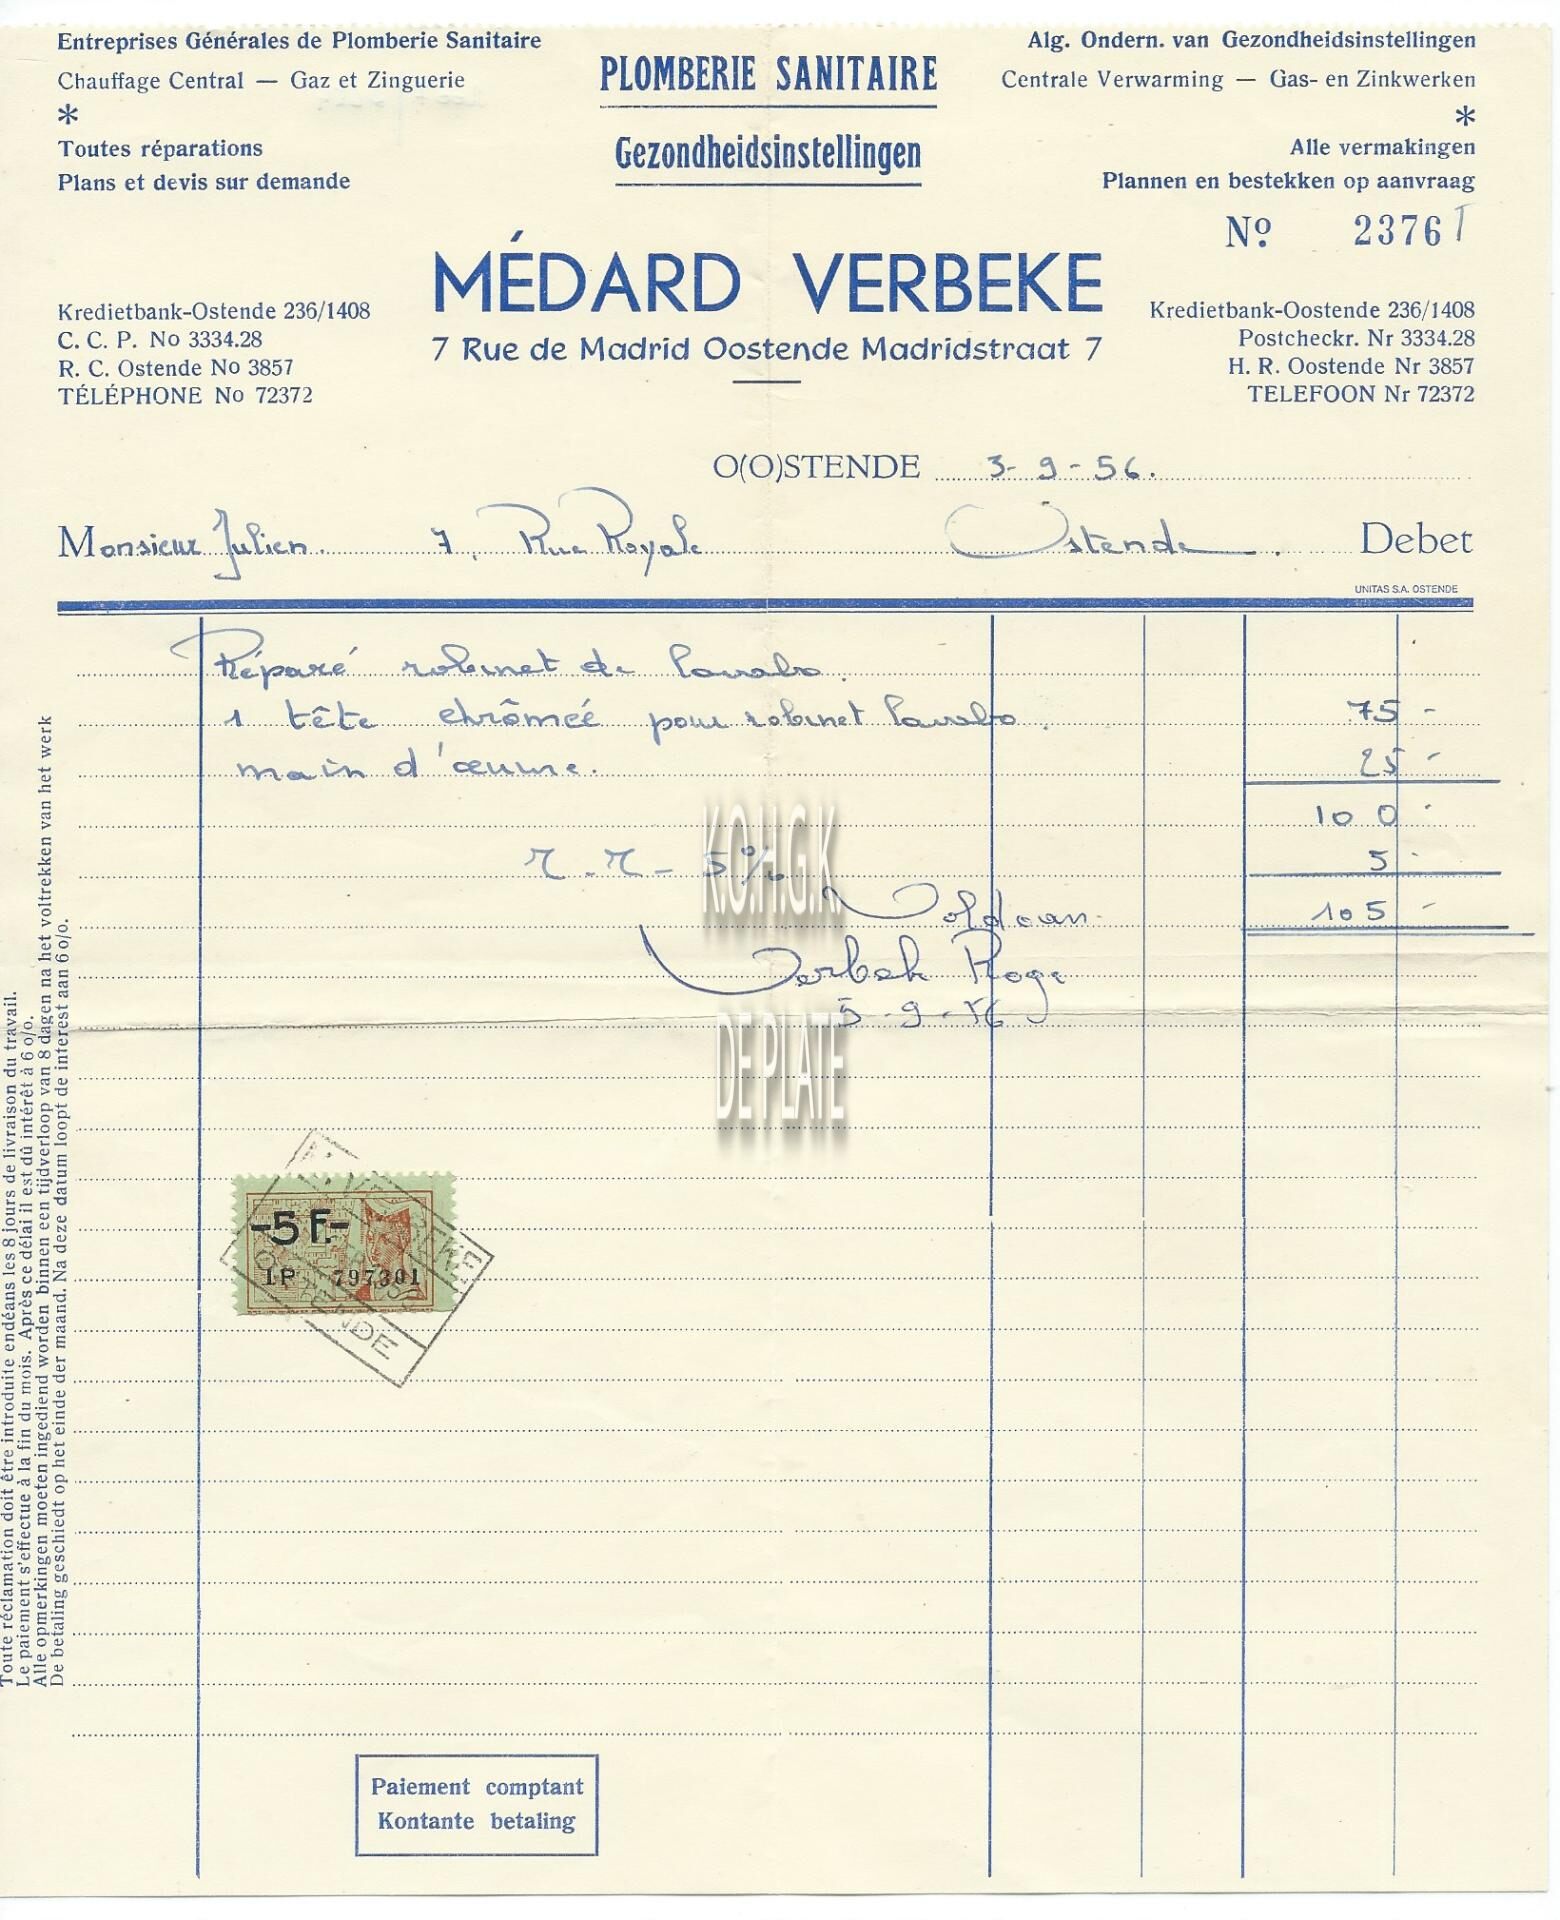 Entreprises Générales de Plomberie Sanitaire
Chauffage Central — Gaz et Zinguerie
*
Toutes réparations
Plans et devis sur demande
PLOMBERIE SANITAIRE
Gezondheidsinstellingen
Alg. Ondern. van Gezondheidsinstellingen
Centrale Verwarming — Gas- en Zinkwerken
*
Alle vermakingen
Plannen en bestekken op aanvraag
No. 2376
MÉDARD VERBEKE
7 Rue de Madrid Oostende Madridstraat 7
Kredietbank-Ostende 236/1408
C. C. P. No 3334.28
R. C. Ostende No 3857
TÉLÉPHONE No 72372
Kredietbank-Oostende 236/1408
Postcheckr. Nr 3334.28
H. R. Oostende Nr 3857
TELEFOON Nr 72372
O(O)STENDE 3-9-56.
Monsieur Julien. 7, Rue Royale Ostende. Debet
UNITAS S.A. OSTENDE
Réparé robinet de lavabo.
1 tête chrômée pour robinet lavabo. 75 -
main d'œuvre. 25 -
100 -
5% 5 -
Voldaan 105 -
Verbeke Roge
5-9-56
K.O.H.G.K.
DE PLATE
-5 F.-
1P 797301
OSTENDE
Toute réclamation doit être introduite endéans les 8 jours de livraison du travail.
Le paiement s'effectue à la fin du mois. Après ce délai il est dû intérêt à 6 o/o.
Alle opmerkingen moeten ingediend worden binnen een tijdverloop van 8 dagen na het voltrekken van het werk
De betaling geschiedt op het einde der maand. Na deze datum loopt de interest aan 6 o/o.
Paiement comptant
Kontante betaling